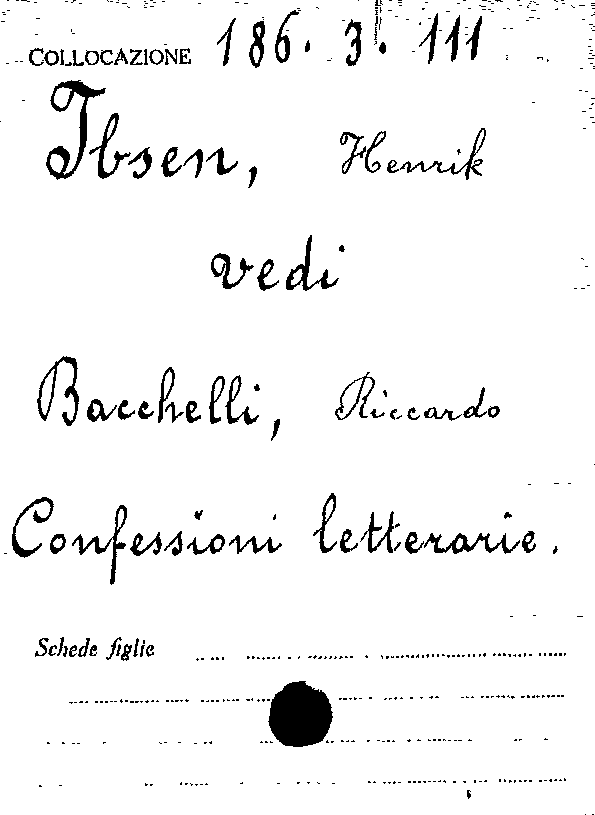 COLLOCAZIONE 186. 3. 111
Ibsen, Henrik
vedi
Bacchelli, Riccardo
Confessioni letterarie.
Schede figlie